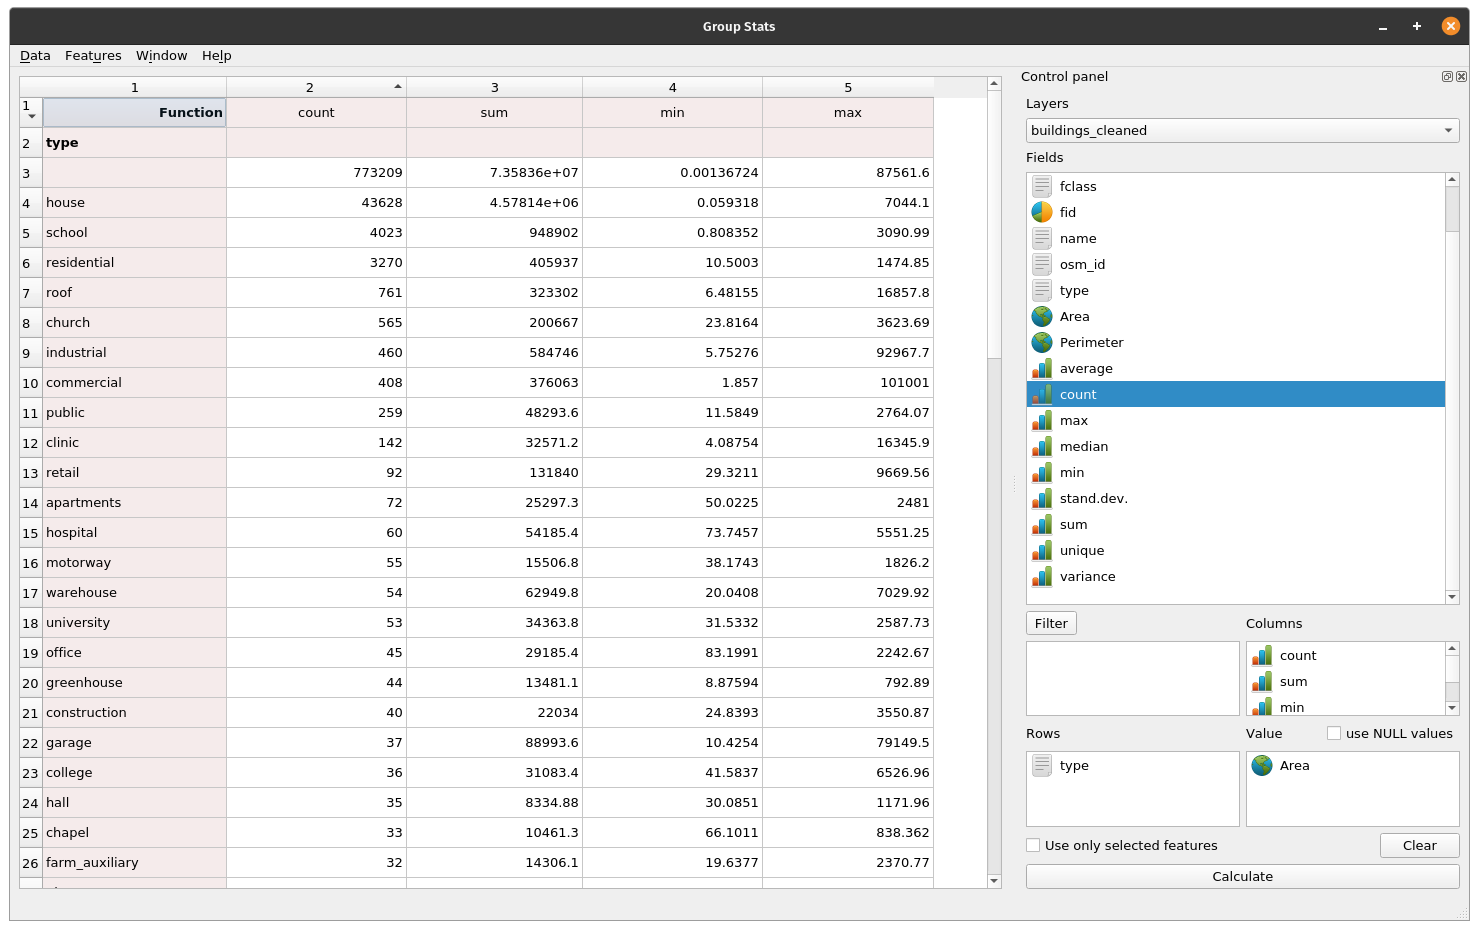 Group Stats
Data Features Window Help
1 2 3 4 5
1 Function count sum min max
2 type
3 773209 7.35836e+07 0.00136724 87561.6
4 house 43628 4.57814e+06 0.059318 7044.1
5 school 4023 948902 0.808352 3090.99
6 residential 3270 405937 10.5003 1474.85
7 roof 761 323302 6.48155 16857.8
8 church 565 200667 23.8164 3623.69
9 industrial 460 584746 5.75276 92967.7
10 commercial 408 376063 1.857 101001
11 public 259 48293.6 11.5849 2764.07
12 clinic 142 32571.2 4.08754 16345.9
13 retail 92 131840 29.3211 9669.56
14 apartments 72 25297.3 50.0225 2481
15 hospital 60 54185.4 73.7457 5551.25
16 motorway 55 15506.8 38.1743 1826.2
17 warehouse 54 62949.8 20.0408 7029.92
18 university 53 34363.8 31.5332 2587.73
19 office 45 29185.4 83.1991 2242.67
20 greenhouse 44 13481.1 8.87594 792.89
21 construction 40 22034 24.8393 3550.87
22 garage 37 88993.6 10.4254 79149.5
23 college 36 31083.4 41.5837 6526.96
24 hall 35 8334.88 30.0851 1171.96
25 chapel 33 10461.3 66.1011 838.362
26 farm_auxiliary 32 14306.1 19.6377 2370.77
Control panel
Layers
buildings_cleaned
Fields
fclass
fid
name
osm_id
type
Area
Perimeter
average
count
max
median
min
stand.dev.
sum
unique
variance
Filter Columns
count
sum
min
Rows Value use NULL values
type Area
Use only selected features Clear
Calculate